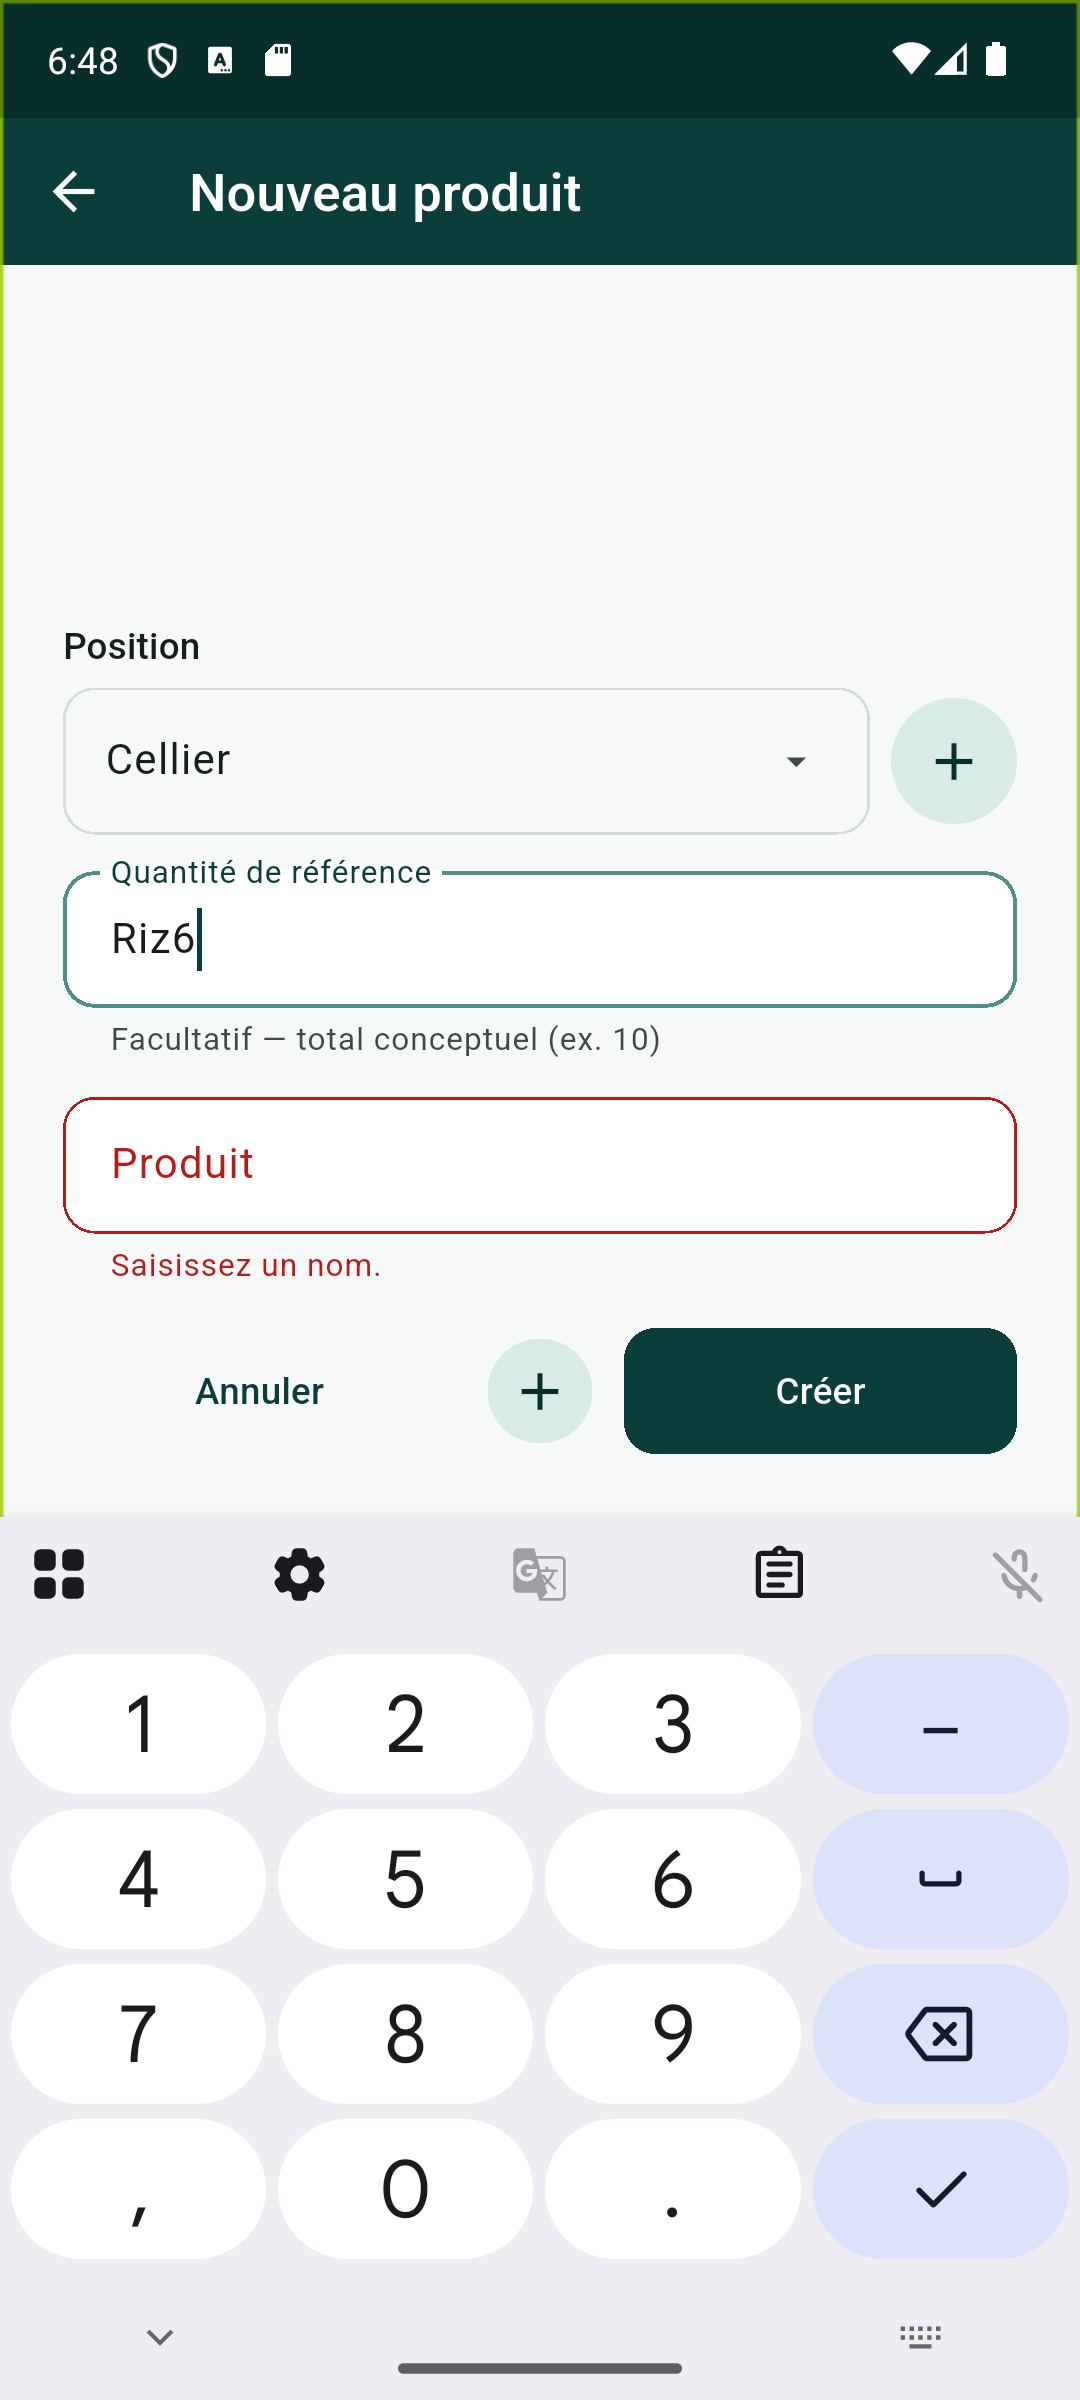 6:48
Nouveau produit
Position
Cellier
Quantité de référence
Riz6
Facultatif — total conceptuel (ex. 10)
Produit
Saisissez un nom.
Annuler
Créer
1 2 3 –
4 5 6
7 8 9
, 0 .